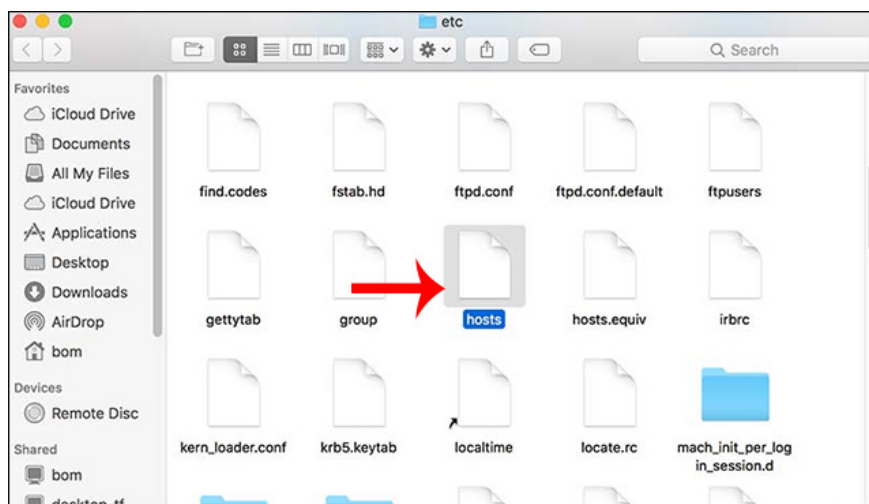 etc
Search
Favorites
iCloud Drive
Documents
All My Files
iCloud Drive
Applications
Desktop
Downloads
AirDrop
bom
Devices
Remote Disc
Shared
bom
find.codes
fstab.hd
ftpd.conf
ftpd.conf.default
ftpusers
gettytab
group
hosts
hosts.equiv
irbrc
kern_loader.conf
krb5.keytab
localtime
locate.rc
mach_init_per_log
in_session.d